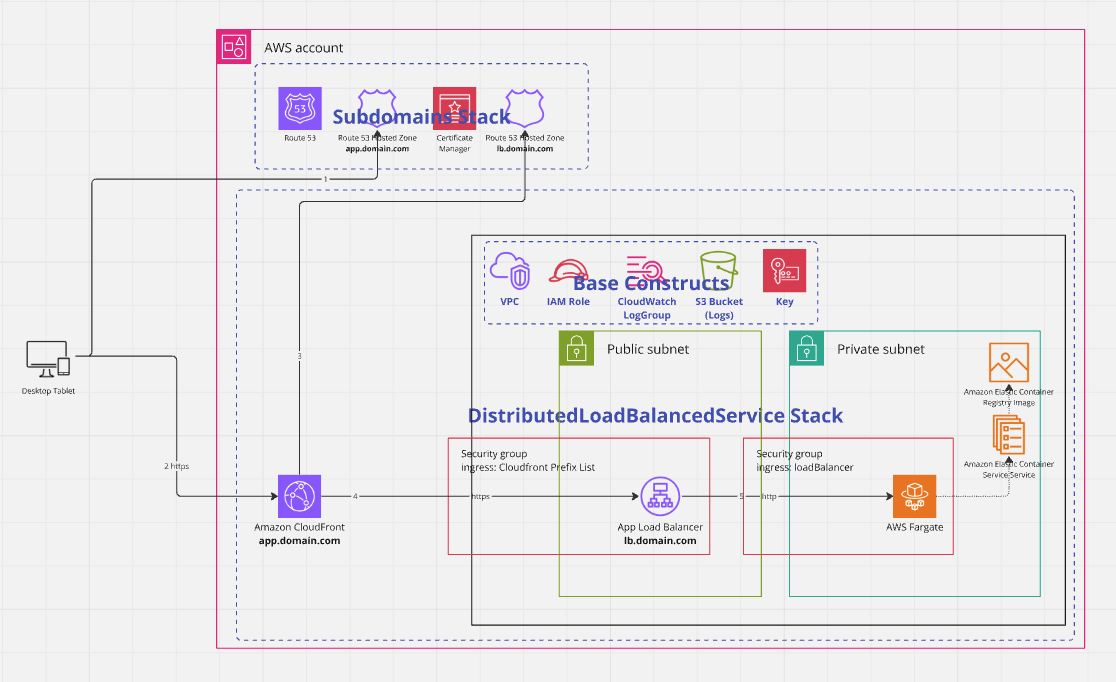 AWS account
53
Subdomains Stack
Route 53
Route 53 Hosted Zone
app.domain.com
Certificate
Manager
Route 53 Hosted Zone
lb.domain.com
1
Base Constructs
VPC
IAM Role
CloudWatch
LogGroup
S3 Bucket
(Logs)
Key
Public subnet
Private subnet
3
Desktop Tablet
Amazon Elastic Container
Registry Image
DistributedLoadBalancedService Stack
Security group
ingress: Cloudfront Prefix List
Security group
ingress: loadBalancer
Amazon Elastic Container
Service Service
2 https
4
https
5
http
Amazon CloudFront
app.domain.com
App Load Balancer
lb.domain.com
AWS Fargate